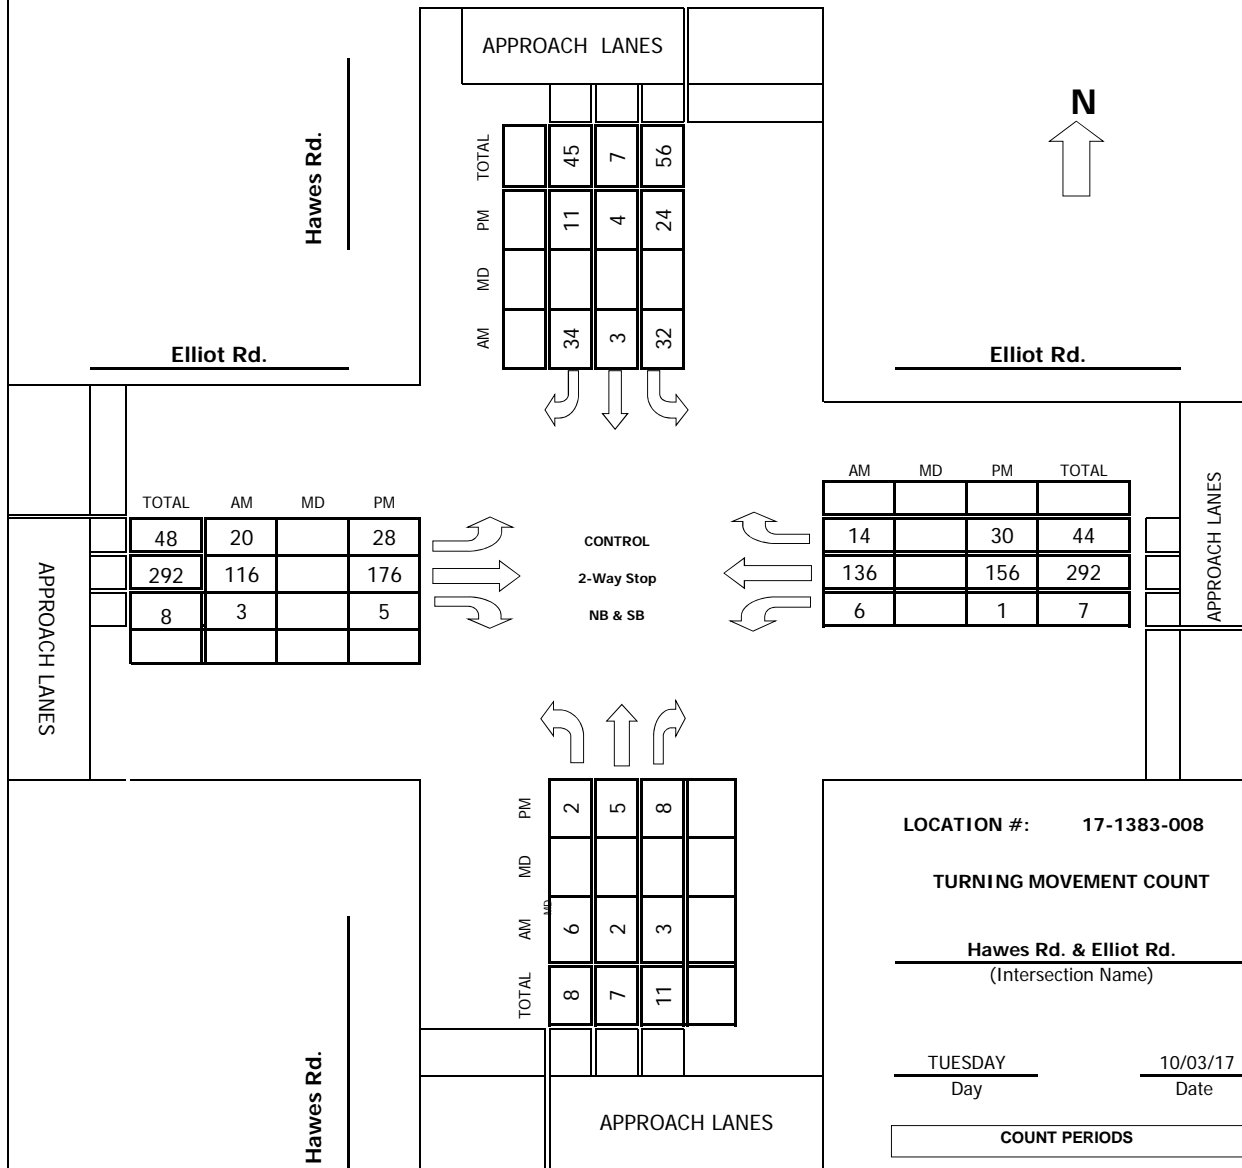 APPROACH LANES
N
Hawes Rd.
TOTAL 45 7 56
PM 11 4 24
MD
AM 34 3 32
Elliot Rd.
Elliot Rd.
AM MD PM TOTAL
14 30 44
136 156 292
6 1 7
APPROACH LANES
TOTAL AM MD PM
48 20 28
292 116 176
8 3 5
APPROACH LANES
CONTROL
2-Way Stop
NB & SB
PM 2 5 8
MD
AM MD 6 2 3
TOTAL 8 7 11
Hawes Rd.
APPROACH LANES
LOCATION #: 17-1383-008
TURNING MOVEMENT COUNT
Hawes Rd. & Elliot Rd.
(Intersection Name)
TUESDAY 10/03/17
Day Date
COUNT PERIODS